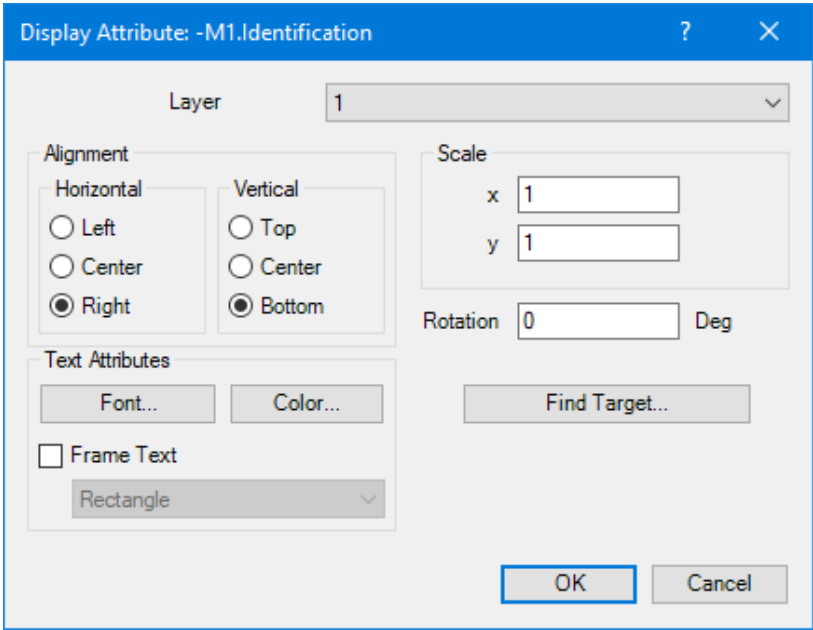 Display Attribute: -M1.Identification ?
Layer 1
Alignment
Horizontal
Left
Center
Right
Vertical
Top
Center
Bottom
Scale
x 1
y 1
Rotation 0 Deg
Text Attributes
Font... Color...
Frame Text
Rectangle
Find Target...
OK Cancel